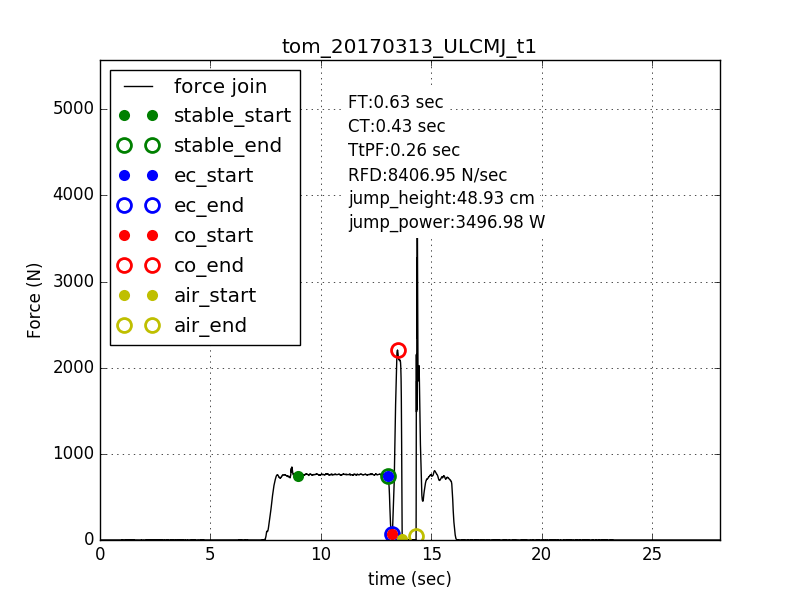 tom_20170313_ULCMJ_t1
force join
stable_start
stable_end
ec_start
ec_end
co_start
co_end
air_start
air_end
FT:0.63 sec
CT:0.43 sec
TtPF:0.26 sec
RFD:8406.95 N/sec
jump_height:48.93 cm
jump_power:3496.98 W
Force (N)
5000
4000
3000
2000
1000
0
0 5 10 15 20 25
time (sec)